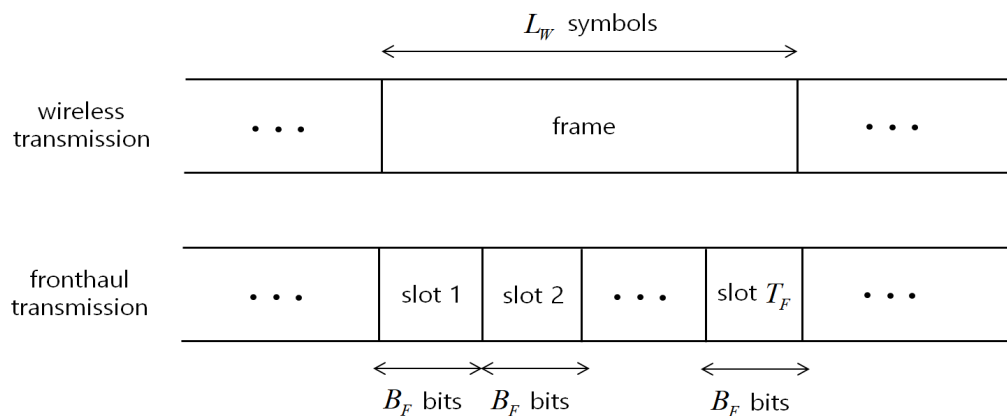 L_W symbols
wireless
transmission
• • •
frame
• • •
fronthaul
transmission
• • •
slot 1
slot 2
• • •
slot T_F
• • •
B_F bits
B_F bits
B_F bits